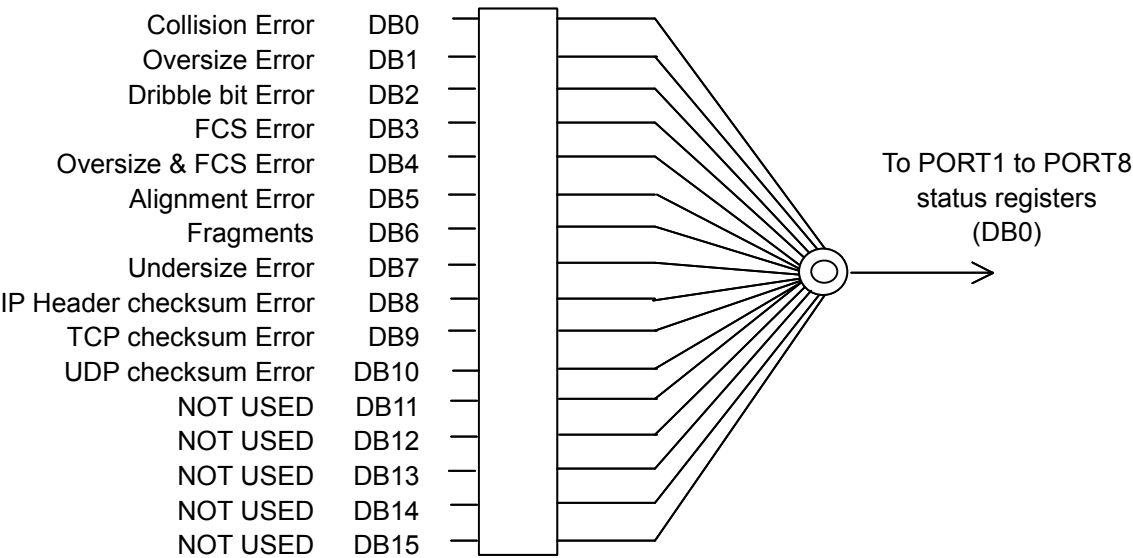 Collision Error DB0
Oversize Error DB1
Dribble bit Error DB2
FCS Error DB3
Oversize & FCS Error DB4
Alignment Error DB5
Fragments DB6
Undersize Error DB7
IP Header checksum Error DB8
TCP checksum Error DB9
UDP checksum Error DB10
NOT USED DB11
NOT USED DB12
NOT USED DB13
NOT USED DB14
NOT USED DB15
To PORT1 to PORT8
status registers
(DB0)